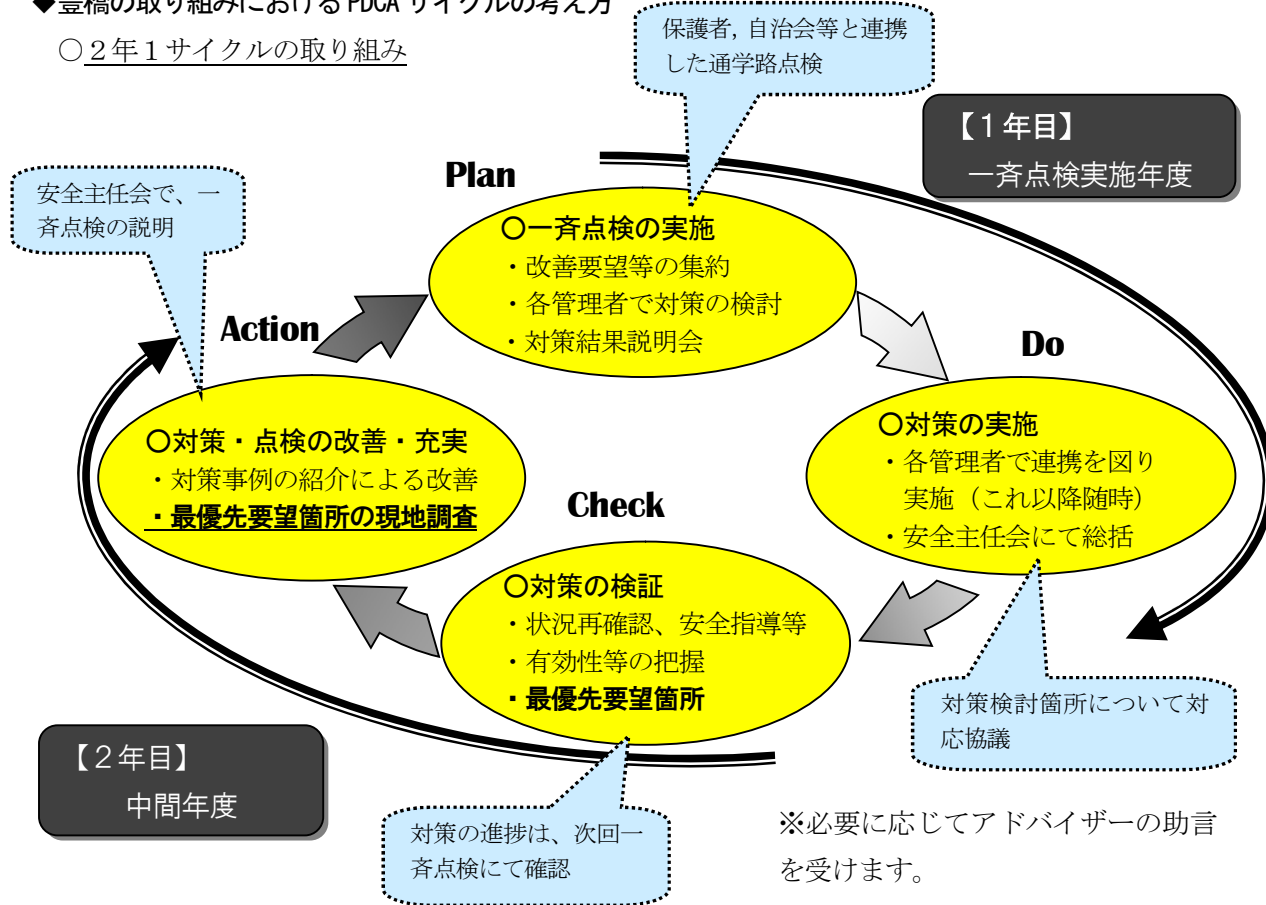 ◆豊橋の取り組みにおける PDCA サイクルの考え方
○２年１サイクルの取り組み
保護者, 自治会等と連携
した通学路点検
【１年目】
一斉点検実施年度
安全主任会で、一
斉点検の説明
Plan
○一斉点検の実施
・改善要望等の集約
・各管理者で対策の検討
・対策結果説明会
Action
Do
○対策・点検の改善・充実
・対策事例の紹介による改善
・最優先要望箇所の現地調査
○対策の実施
・各管理者で連携を図り
実施（これ以降随時）
・安全主任会にて総括
Check
○対策の検証
・状況再確認、安全指導等
・有効性等の把握
・最優先要望箇所
対策検討箇所について対
応協議
【２年目】
中間年度
対策の進捗は、次回一
斉点検にて確認
※必要に応じてアドバイザーの助言
を受けます。